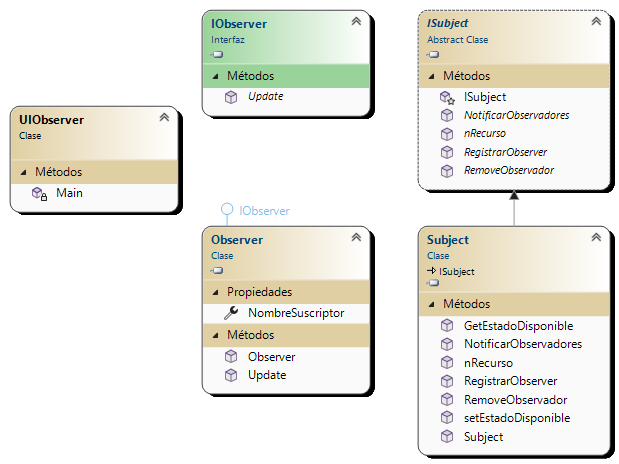 IObserver
Interfaz
Métodos
Update
ISubject
Abstract Clase
Métodos
ISubject
NotificarObservadores
nRecurso
RegistrarObserver
RemoveObservador
UIObserver
Clase
Métodos
Main
IObserver
Observer
Clase
Propiedades
NombreSuscriptor
Métodos
Observer
Update
Subject
Clase
ISubject
Métodos
GetEstadoDisponible
NotificarObservadores
nRecurso
RegistrarObserver
RemoveObservador
setEstadoDisponible
Subject